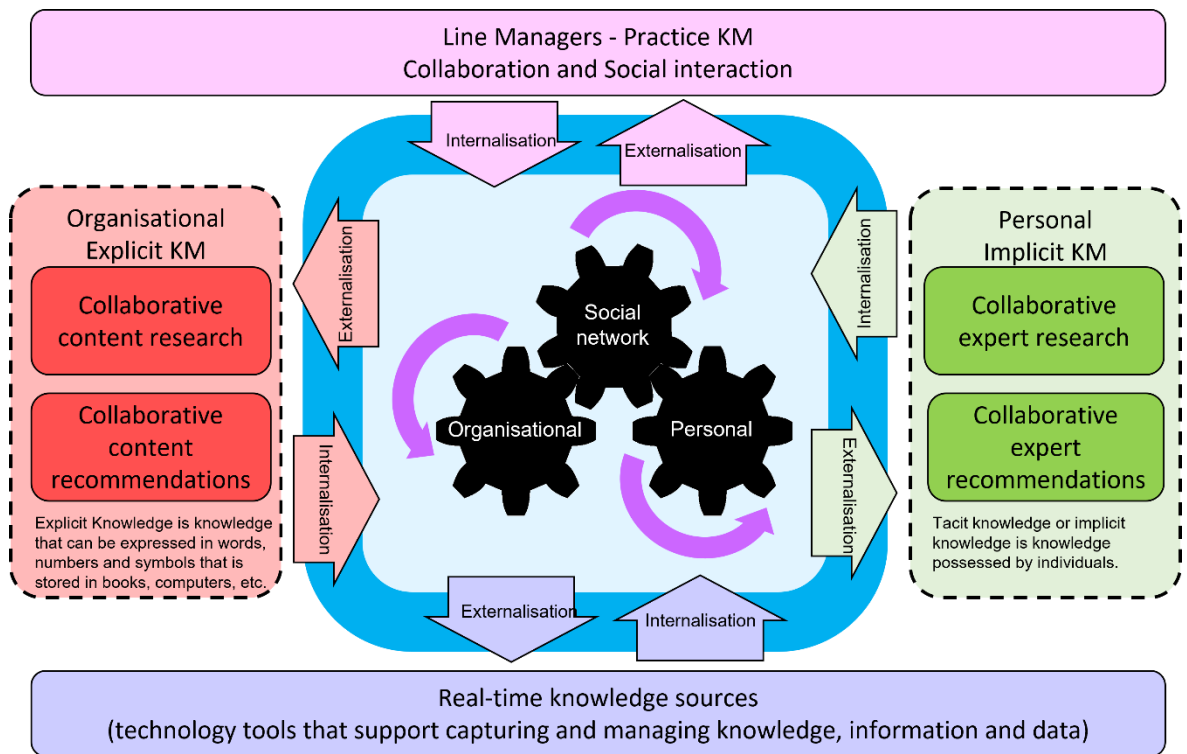 Line Managers - Practice KM
Collaboration and Social interaction
Internalisation
Externalisation
Organisational
Explicit KM
Collaborative
content research
Collaborative
content
recommendations
Explicit Knowledge is knowledge
that can be expressed in words,
numbers and symbols that is
stored in books, computers, etc.
Externalisation
Internalisation
Social
network
Organisational
Personal
Internalisation
Externalisation
Personal
Implicit KM
Collaborative
expert research
Collaborative
expert
recommendations
Tacit knowledge or implicit
knowledge is knowledge
possessed by individuals.
Externalisation
Internalisation
Real-time knowledge sources
(technology tools that support capturing and managing knowledge, information and data)